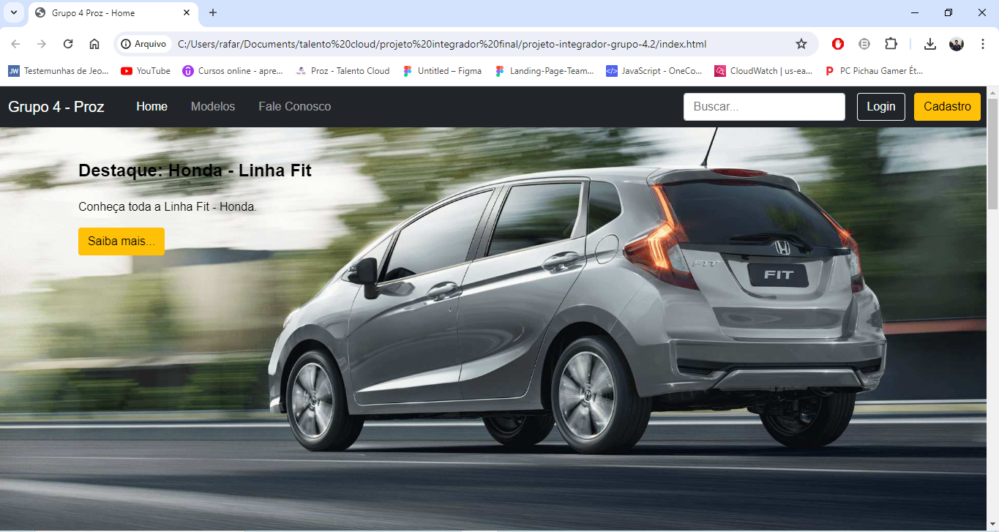 Grupo 4 Proz - Home
Arquivo
C:/Users/rafar/Documents/talento%20cloud/projeto%20integrador%20final/projeto-integrador-grupo-4.2/index.html
JW Testemunhas de Jeo... YouTube Cursos online - apre... Proz - Talento Cloud Untitled – Figma Landing-Page-Team... JavaScript - OneCo... CloudWatch | us-ea... PC Pichau Gamer Ét...
Grupo 4 - Proz Home Modelos Fale Conosco Buscar... Login Cadastro
Destaque: Honda - Linha Fit
Conheça toda a Linha Fit - Honda.
Saiba mais...
FIT
FIT